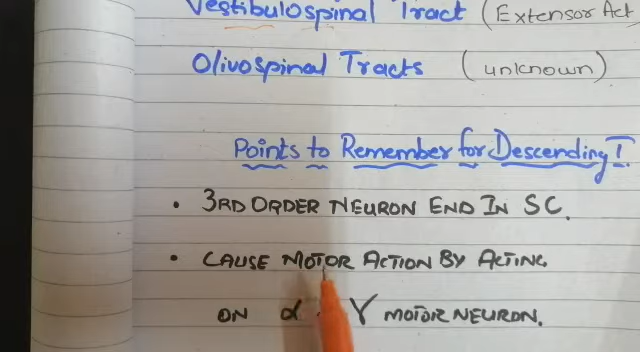 Vestibulospinal Tract (Extensor Act
Olivospinal Tracts (unknown)
Points to Remember for Descending T.
• 3RD ORDER NEURON END IN SC.
• CAUSE MOTOR ACTION BY ACTING
ON α γ MOTOR NEURON.